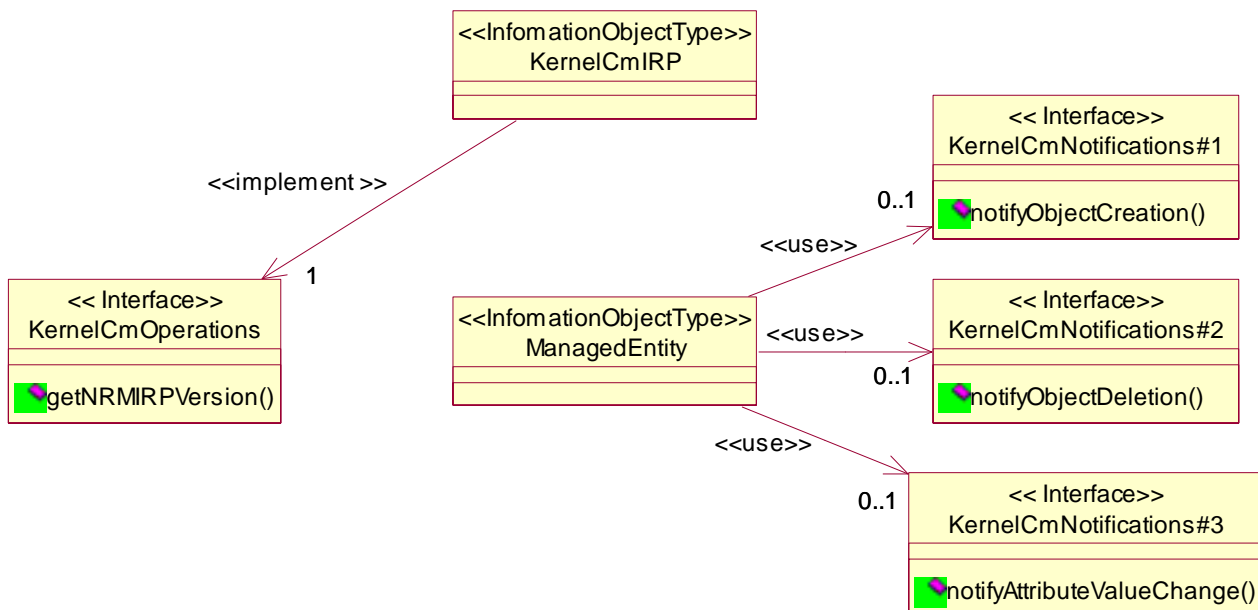 <<InfomationObjectType>>
KernelCmIRP
<<implement >>
1
<< Interface>>
KernelCmOperations
getNRMIRPVersion()
<<InfomationObjectType>>
ManagedEntity
<<use>>
0..1
<< Interface>>
KernelCmNotifications#1
notifyObjectCreation()
<<use>>
0..1
<< Interface>>
KernelCmNotifications#2
notifyObjectDeletion()
<<use>>
0..1
<< Interface>>
KernelCmNotifications#3
notifyAttributeValueChange()